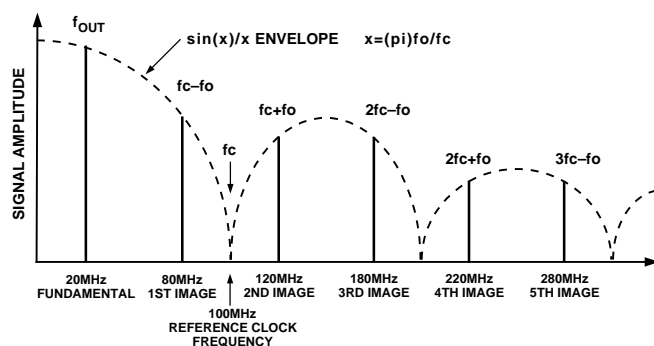 fOUT
sin(x)/x ENVELOPE x=(pi)fo/fc
fc–fo
fc+fo
2fc–fo
fc
2fc+fo
3fc–fo
SIGNAL AMPLITUDE
20MHz
FUNDAMENTAL
80MHz
1ST IMAGE
120MHz
2ND IMAGE
180MHz
3RD IMAGE
220MHz
4TH IMAGE
280MHz
5TH IMAGE
100MHz
REFERENCE CLOCK
FREQUENCY